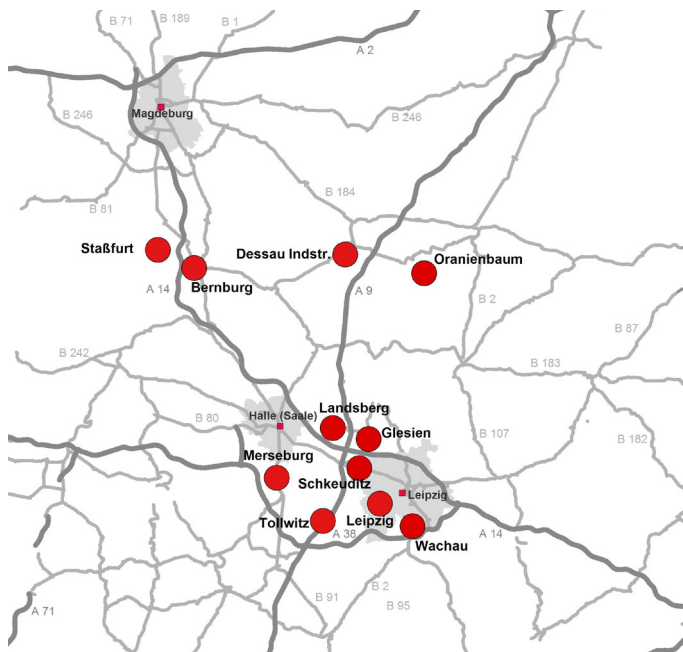 B 71
B 189
B 1
A 2
B 246
Magdeburg
B 246
B 81
B 184
Staßfurt
Dessau Indstr.
Oranienbaum
Bernburg
A 14
A 9
B 2
B 87
B 242
B 183
Landsberg
B 80
Halle (Saale)
Glesien
B 107
B 182
Merseburg
Schkeuditz
Leipzig
Tollwitz
Leipzig
A 38
A 14
Wachau
A 71
B 91
B 2
B 95